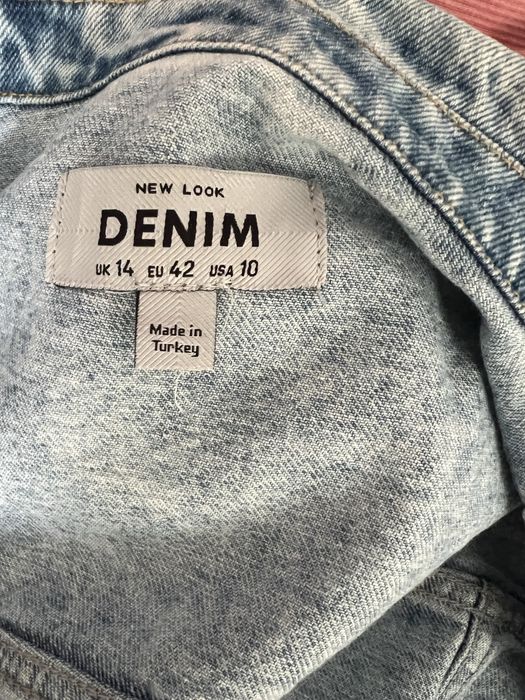 NEW LOOK
DENIM
UK 14 EU 42 USA 10
Made in
Turkey